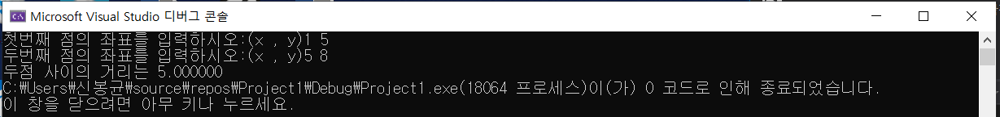 Microsoft Visual Studio 디버그 콘솔
첫번째 점의 좌표를 입력하시오:(x , y)1 5
두번째 점의 좌표를 입력하시오:(x , y)5 8
두점 사이의 거리는 5.000000
C:₩Users₩신봉균₩source₩repos₩Project1₩Debug₩Project1.exe(18064 프로세스)이(가) 0 코드로 인해 종료되었습니다.
이 창을 닫으려면 아무 키나 누르세요.